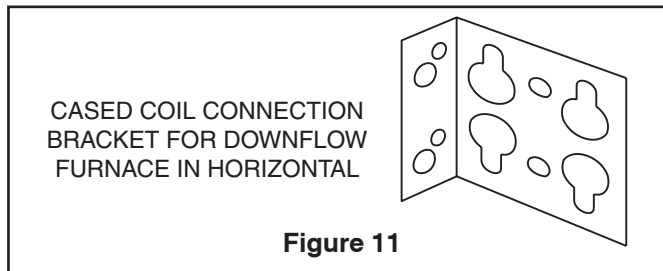 CASED COIL CONNECTION
BRACKET FOR DOWNFLOW
FURNACE IN HORIZONTAL
Figure 11